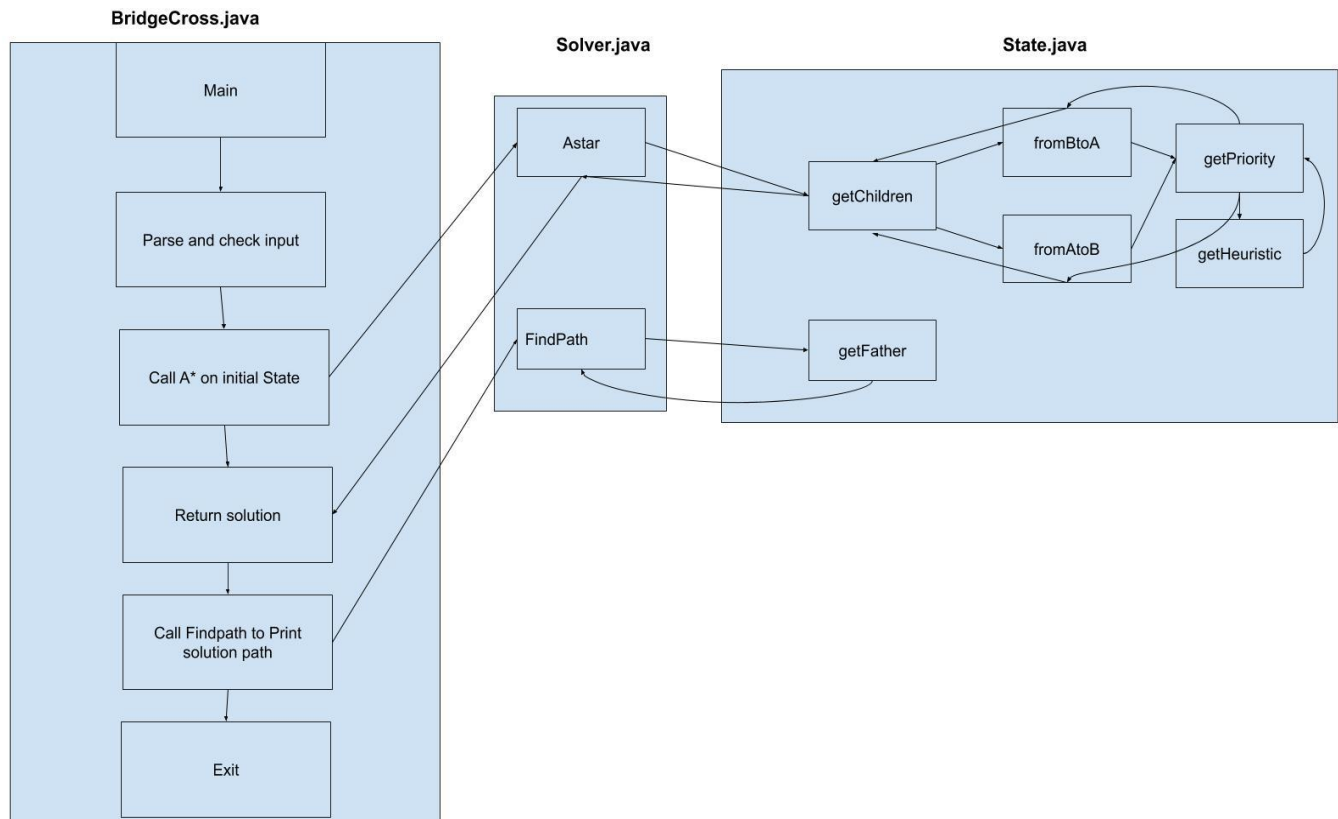 BridgeCross.java
Main
Parse and check input
Call A* on initial State
Return solution
Call Findpath to Print
solution path
Exit
Solver.java
Astar
FindPath
State.java
getChildren
fromBtoA
fromAtoB
getPriority
getHeuristic
getFather